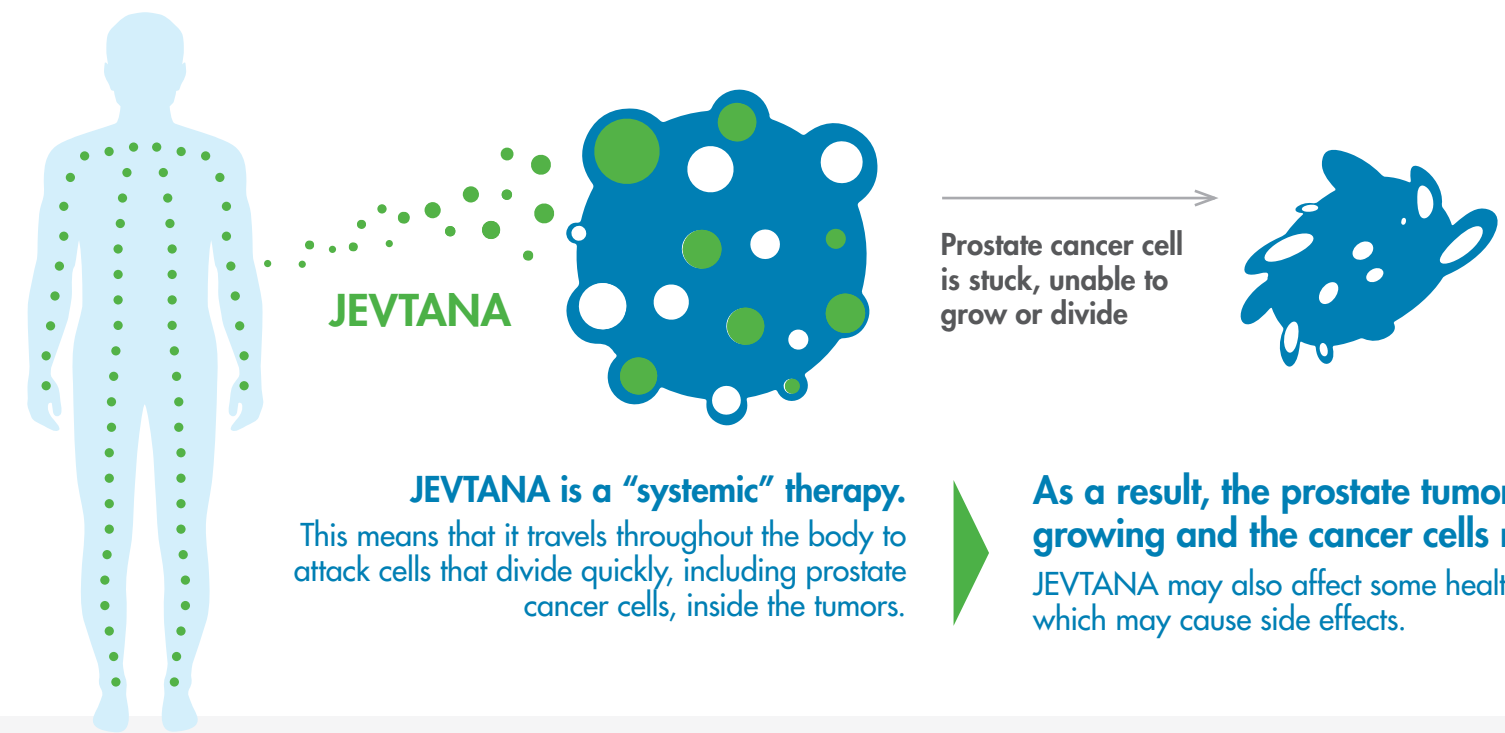 JEVTANA
Prostate cancer cell
is stuck, unable to
grow or divide
JEVTANA is a “systemic” therapy.
This means that it travels throughout the body to
attack cells that divide quickly, including prostate
cancer cells, inside the tumors.
As a result, the prostate tumor
growing and the cancer cells
JEVTANA may also affect some
which may cause side effects.